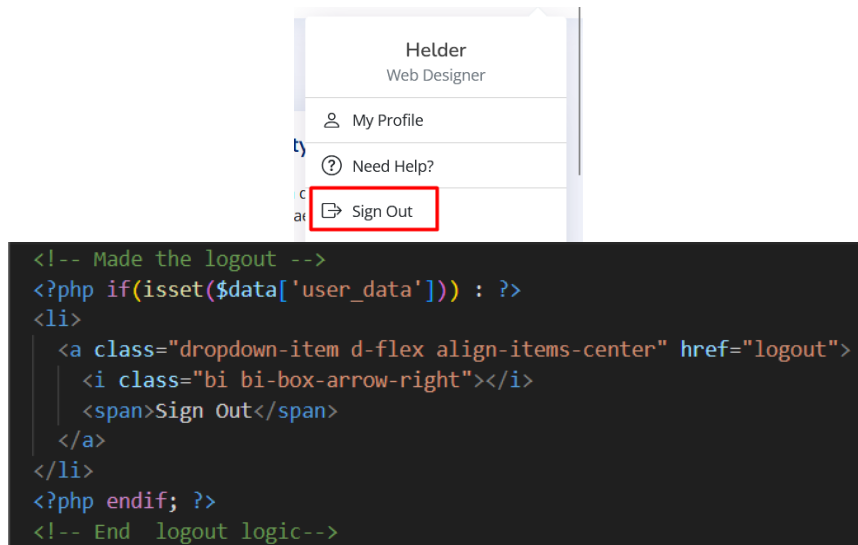 Helder
Web Designer
My Profile
ty
Need Help?
c
ae
Sign Out
<!-- Made the logout -->
<?php if(isset($data['user_data'])) : ?>
<li>
<a class="dropdown-item d-flex align-items-center" href="logout">
<i class="bi bi-box-arrow-right"></i>
<span>Sign Out</span>
</a>
</li>
<?php endif; ?>
<!-- End  logout logic-->